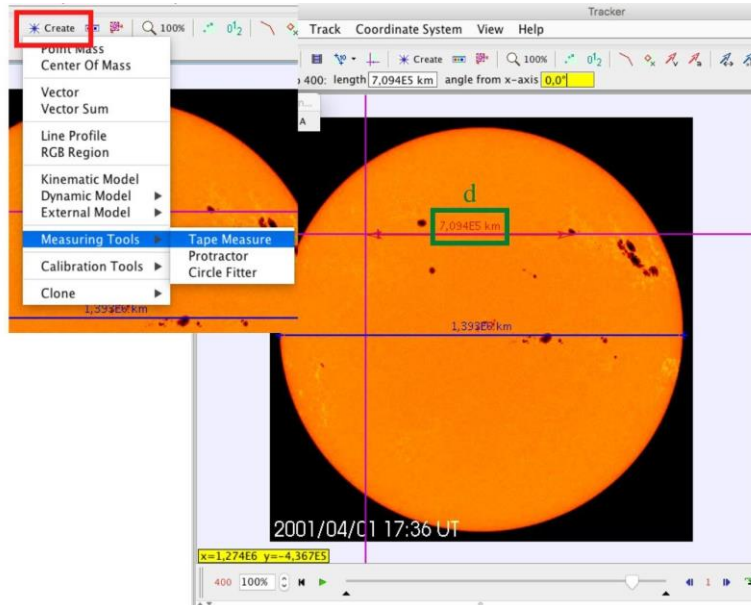 Tracker
Create 100%
Track Coordinate System View Help
Create 100%
400: length 7,094E5 km angle from x-axis 0,0°
Point Mass
Center Of Mass
Vector
Vector Sum
Line Profile
RGB Region
Kinematic Model
Dynamic Model
External Model
Measuring Tools
Tape Measure
Protractor
Circle Fitter
Calibration Tools
Clone
A
d
7,094E5 km
1,393E6 km
1,393E6 km
2001/04/01 17:36 UT
x=1,274E6 y=-4,367E5
400 100% 1